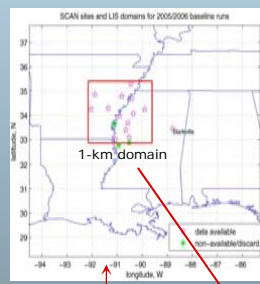 SCAN sites and LIS domains for 2005/2006 baseline runs
37
36
35
34
33
32
31
30
29
latitude, N
Starkville
1-km domain
data available
non-available/discard
-94 -93 -92 -91 -90 -89 -88 -87 -86
longitude, W